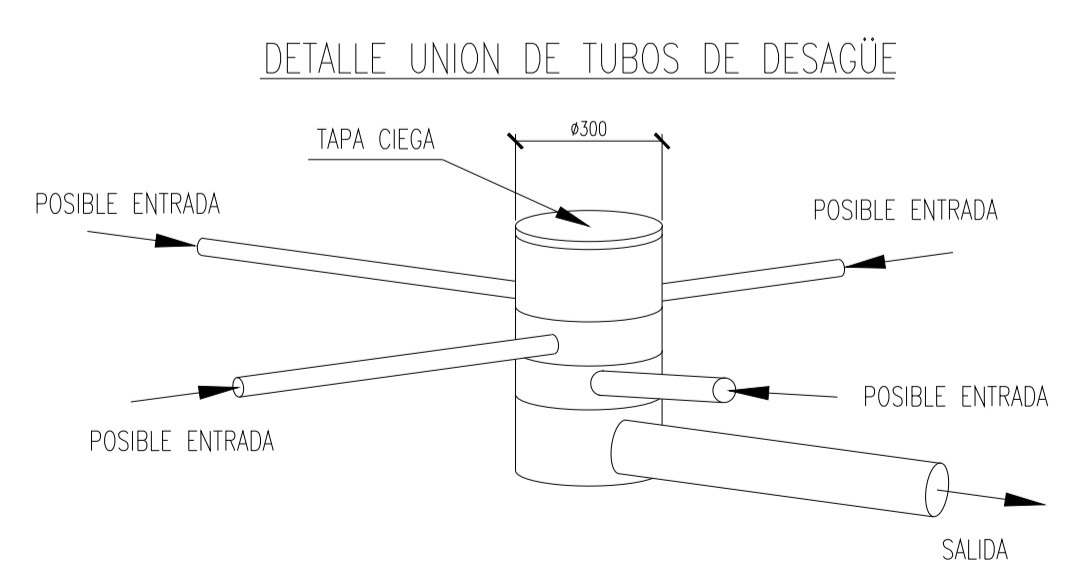 DETALLE UNION DE TUBOS DE DESAGÜE
ø300
TAPA CIEGA
POSIBLE ENTRADA
POSIBLE ENTRADA
POSIBLE ENTRADA
POSIBLE ENTRADA
SALIDA